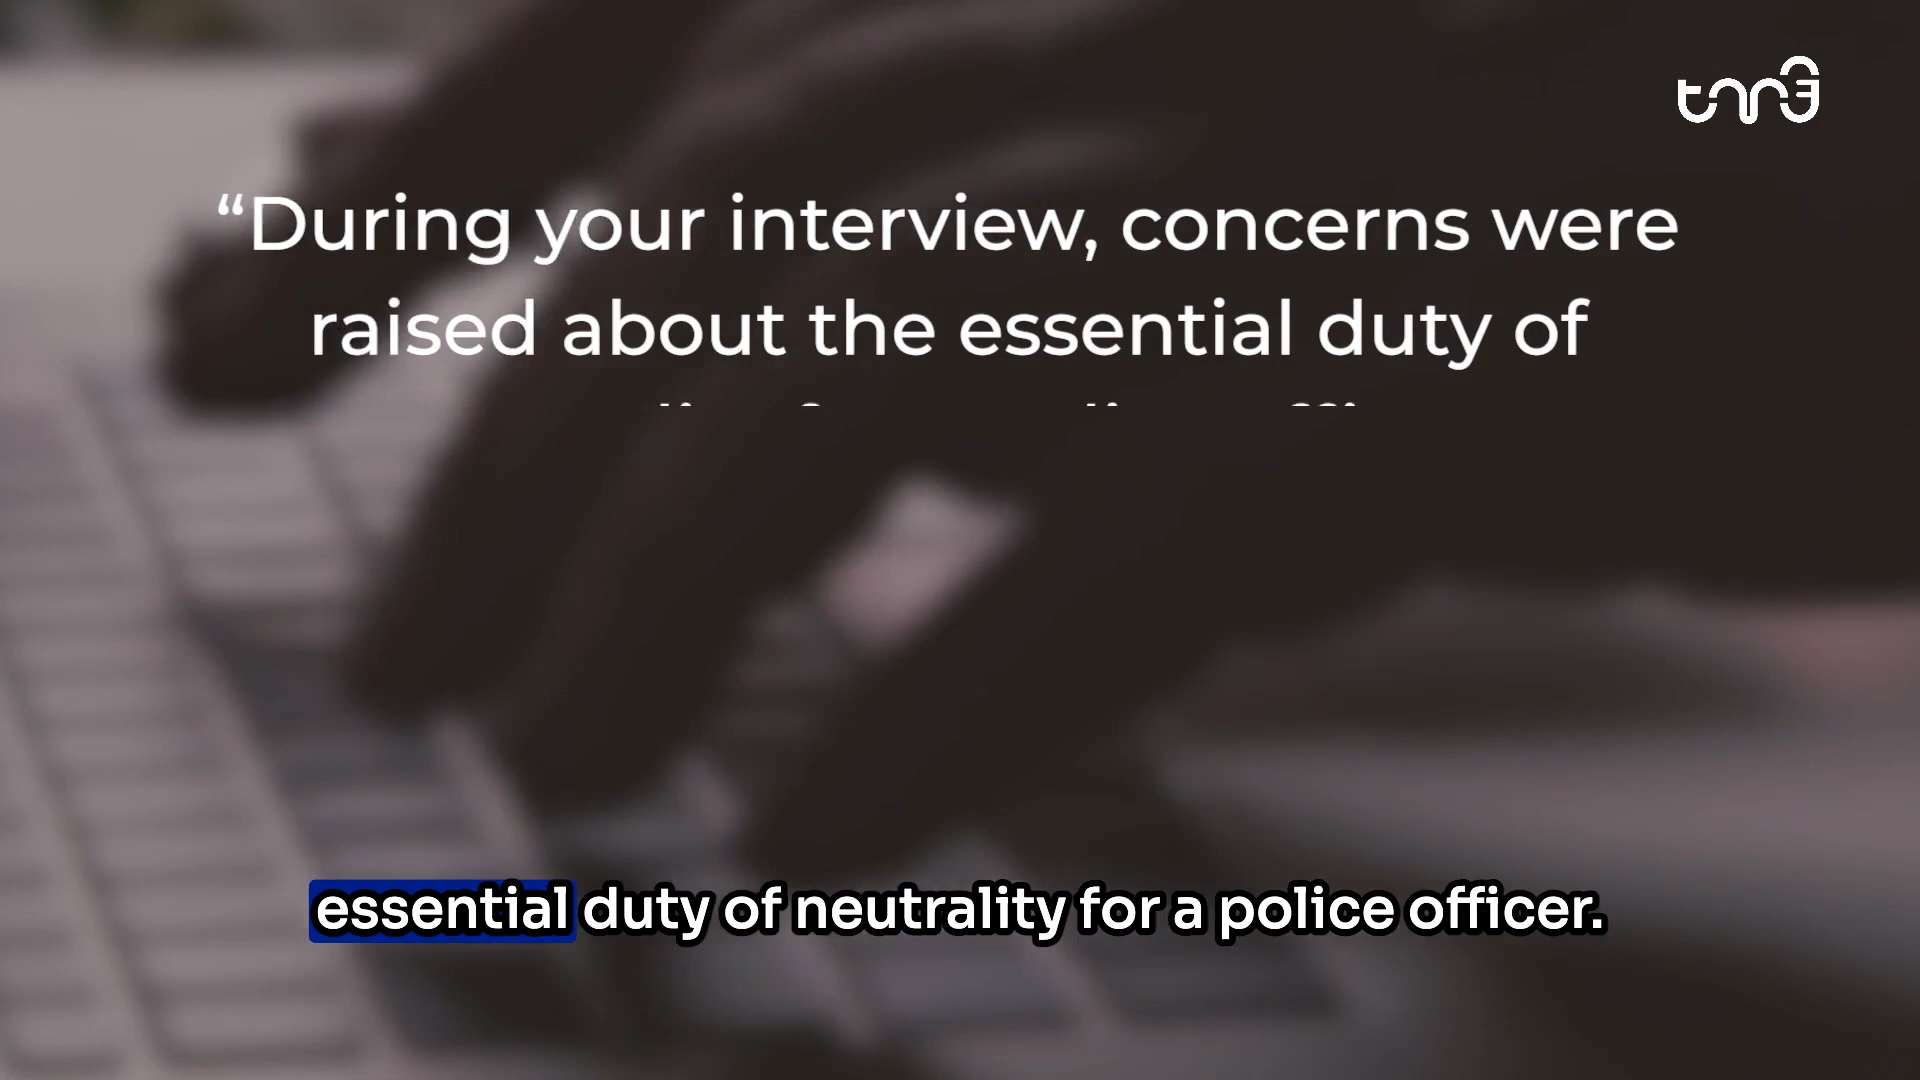 “During your interview, concerns were
raised about the essential duty of
essential duty of neutrality for a police officer.